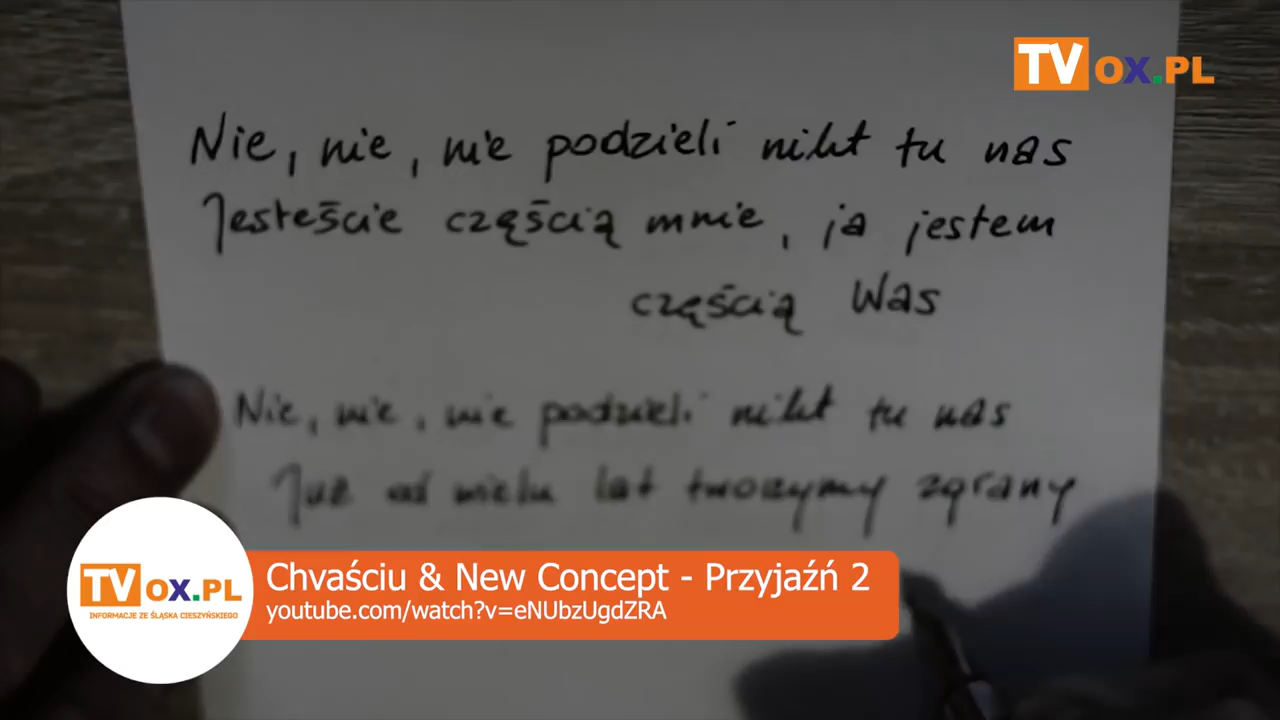 TVOX.PL
Nie, nie, nie podzieli nikt tu nas
Jesteście częścią mnie, ja jestem
częścią Was
Nie, nie, nie podzieli nikt tu nas
Już od wielu lat tworzymy zgrany
TVOX.PL
INFORMACJE ZE ŚLĄSKA CIESZYŃSKIEGO
Chvaściu & New Concept - Przyjaźń 2
youtube.com/watch?v=eNUbzUgdZRA